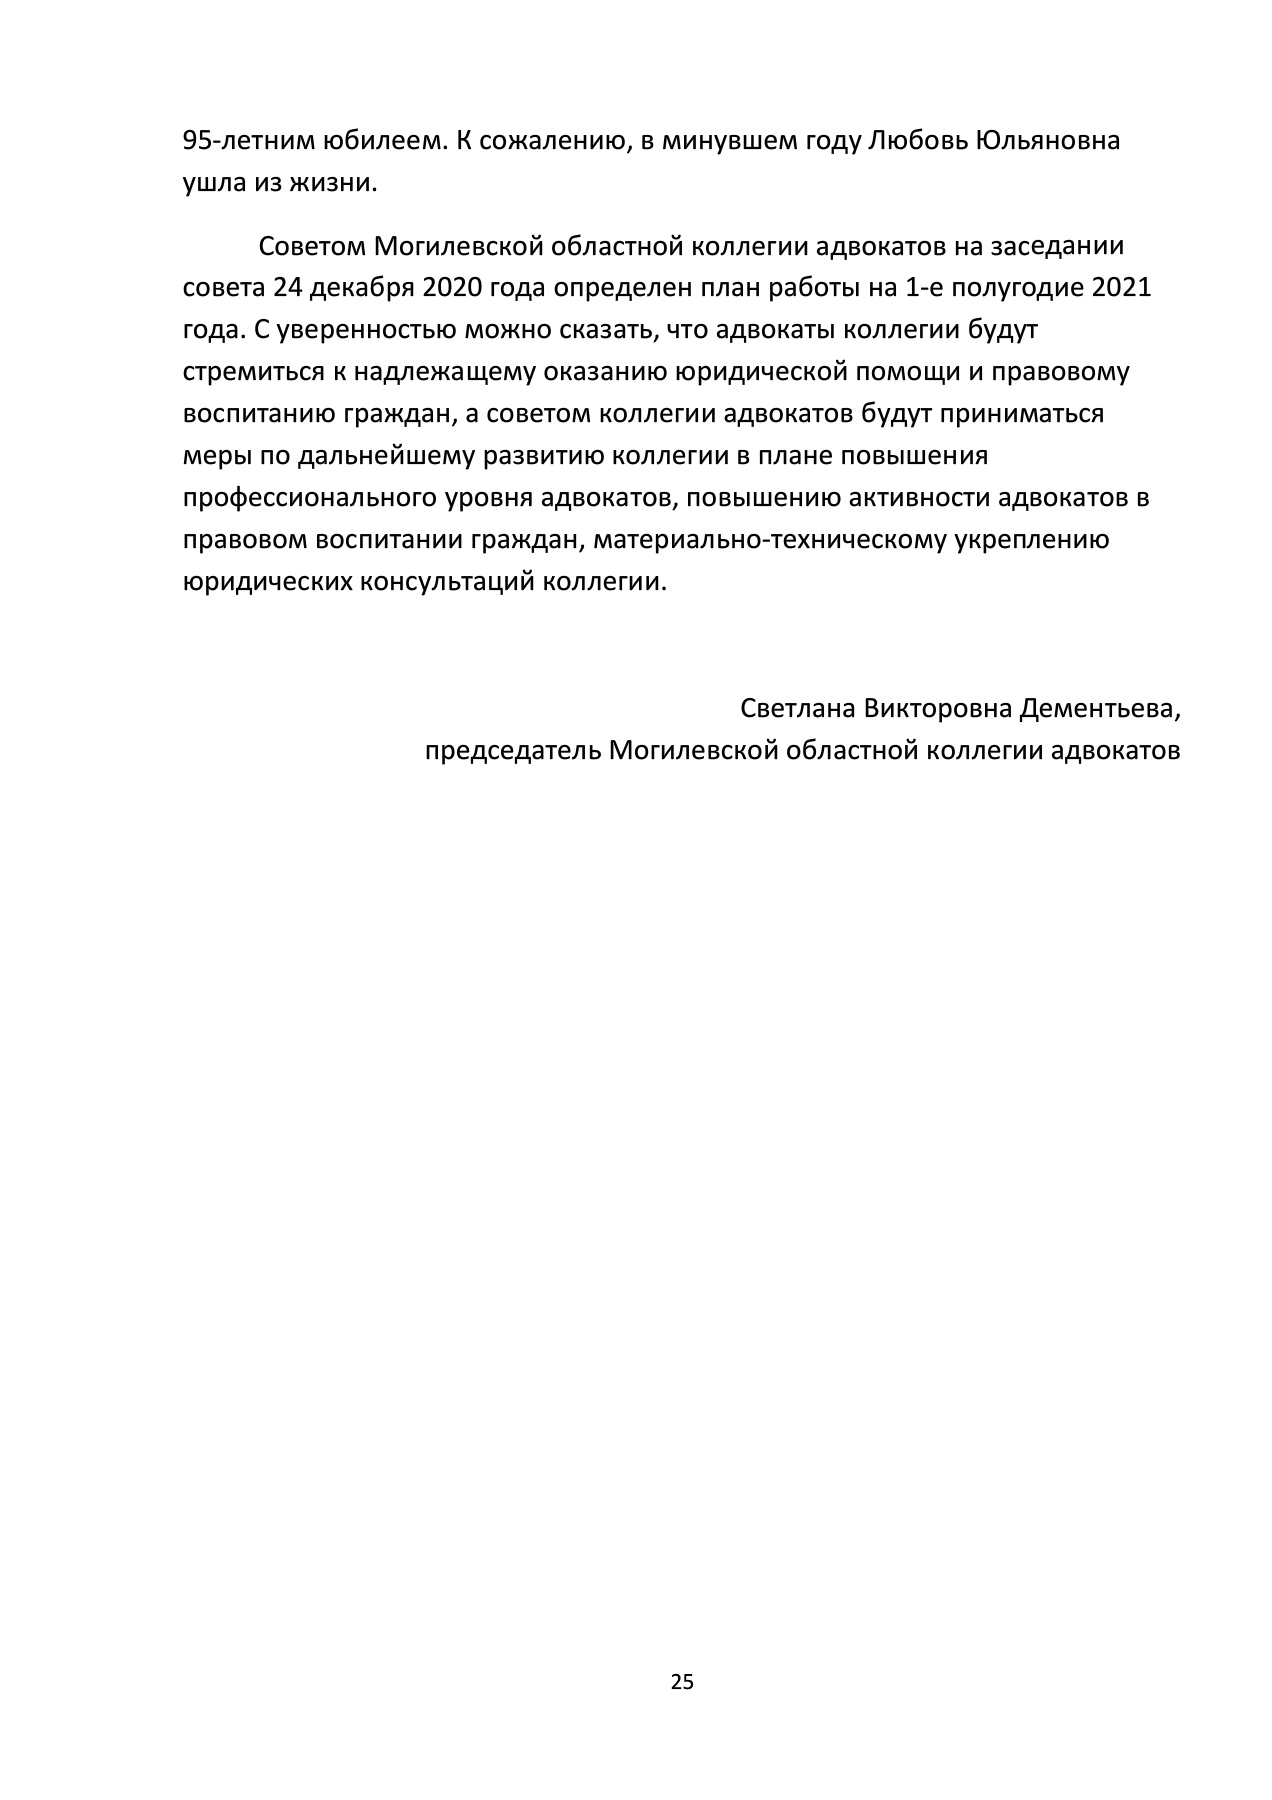 95-летним юбилеем. К сожалению, в минувшем году Любовь Юльяновна
ушла из жизни.
Советом Могилевской областной коллегии адвокатов на заседании
совета 24 декабря 2020 года определен план работы на 1-е полугодие 2021
года. С уверенностью можно сказать, что адвокаты коллегии будут
стремиться к надлежащему оказанию юридической помощи и правовому
воспитанию граждан, а советом коллегии адвокатов будут приниматься
меры по дальнейшему развитию коллегии в плане повышения
профессионального уровня адвокатов, повышению активности адвокатов в
правовом воспитании граждан, материально-техническому укреплению
юридических консультаций коллегии.
Светлана Викторовна Дементьева,
председатель Могилевской областной коллегии адвокатов
25